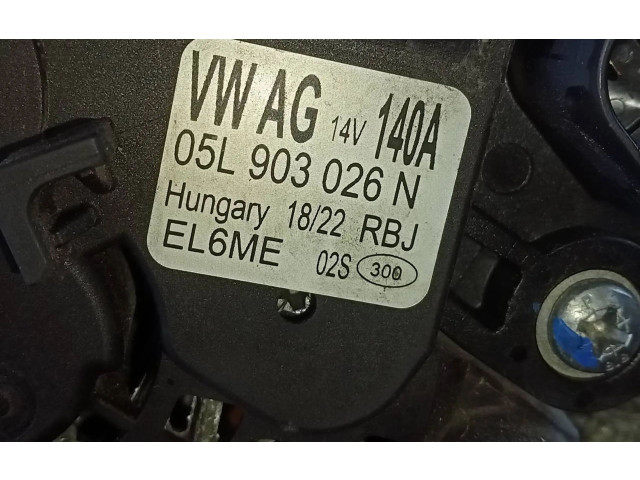 VW AG 14V 140A
05L 903 026 N
Hungary 18/22 RBJ
EL6ME 02S 300